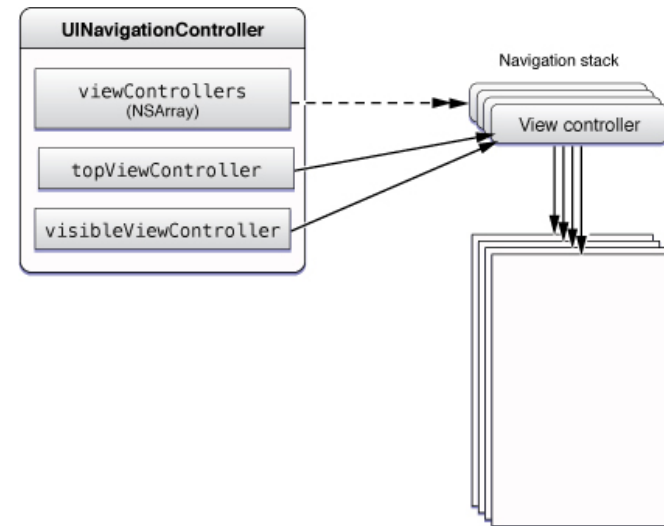 UINavigationController
viewControllers
(NSArray)
topViewController
visibleViewController
Navigation stack
View controller